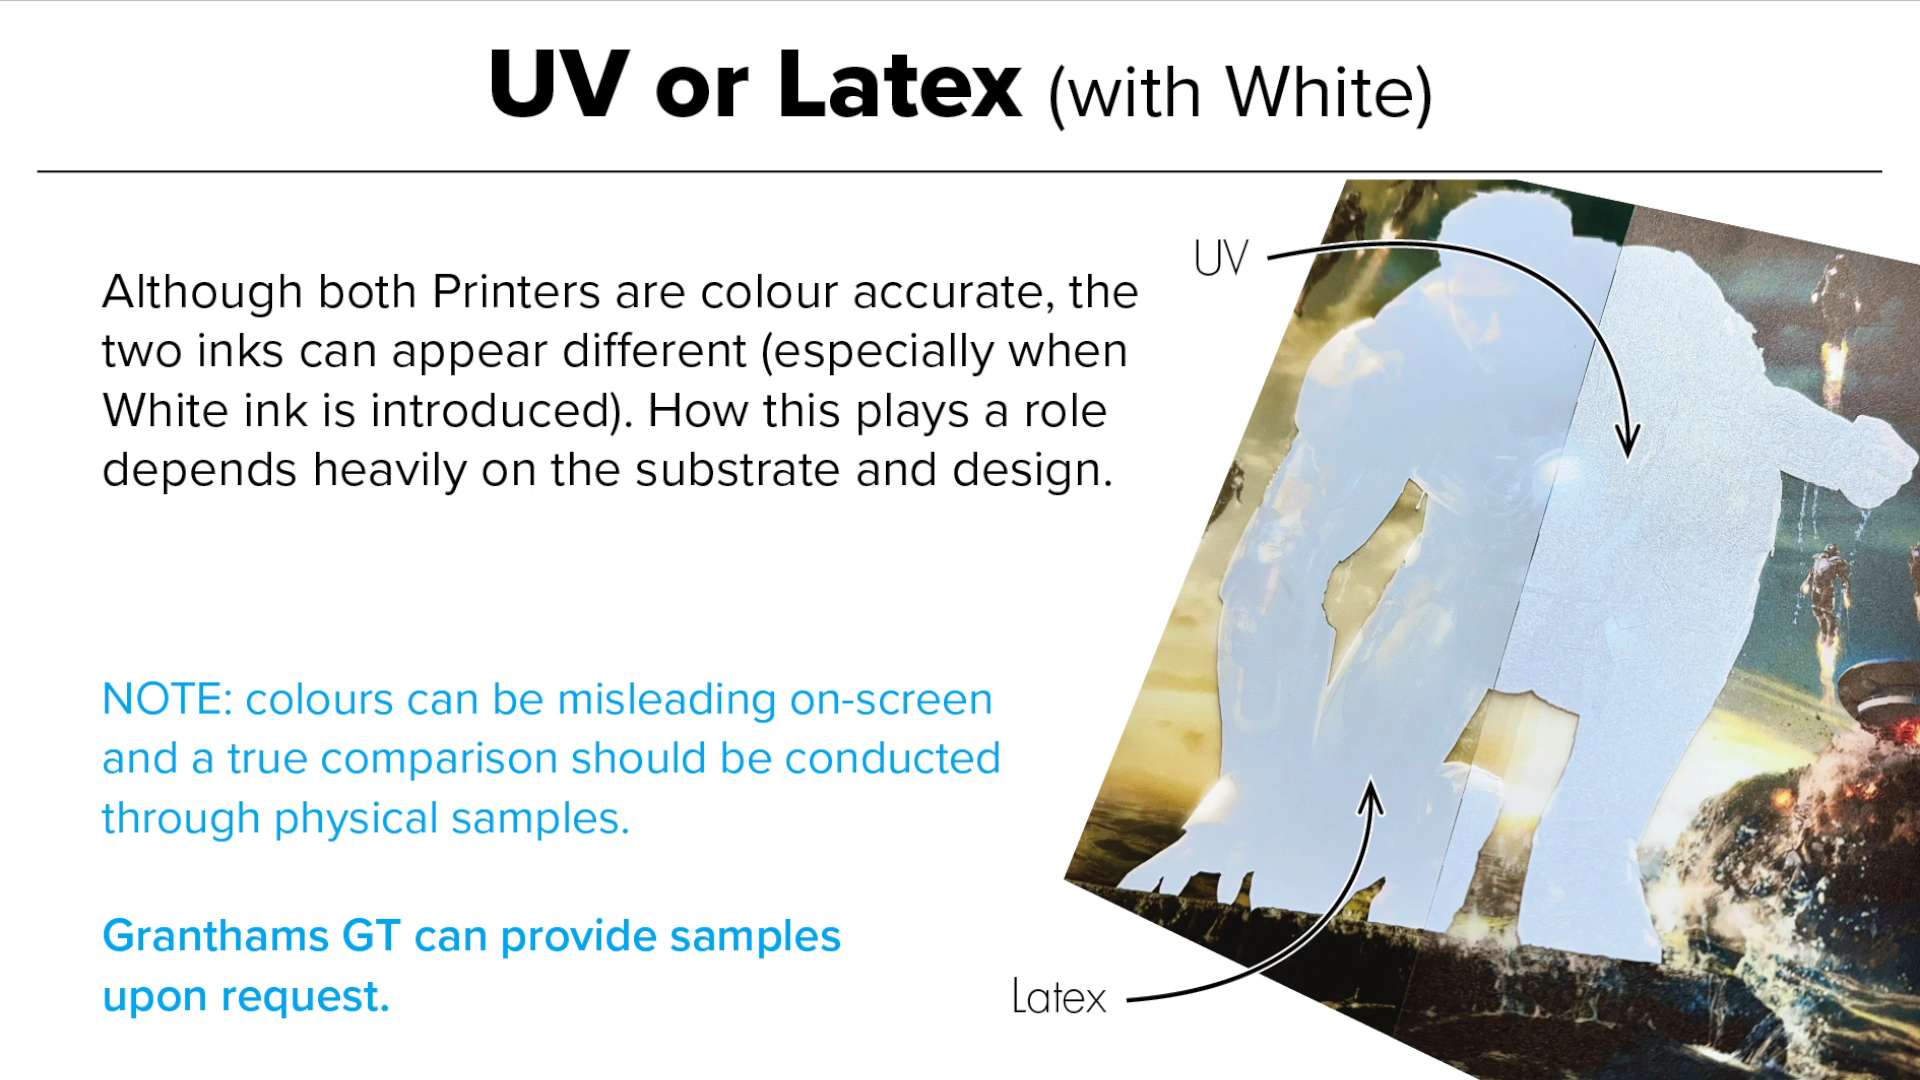 UV or Latex (with White)
UV
Although both Printers are colour accurate, the
two inks can appear different (especially when
White ink is introduced). How this plays a role
depends heavily on the substrate and design.
NOTE: colours can be misleading on-screen
and a true comparison should be conducted
through physical samples.
Granthams GT can provide samples
upon request.
Latex